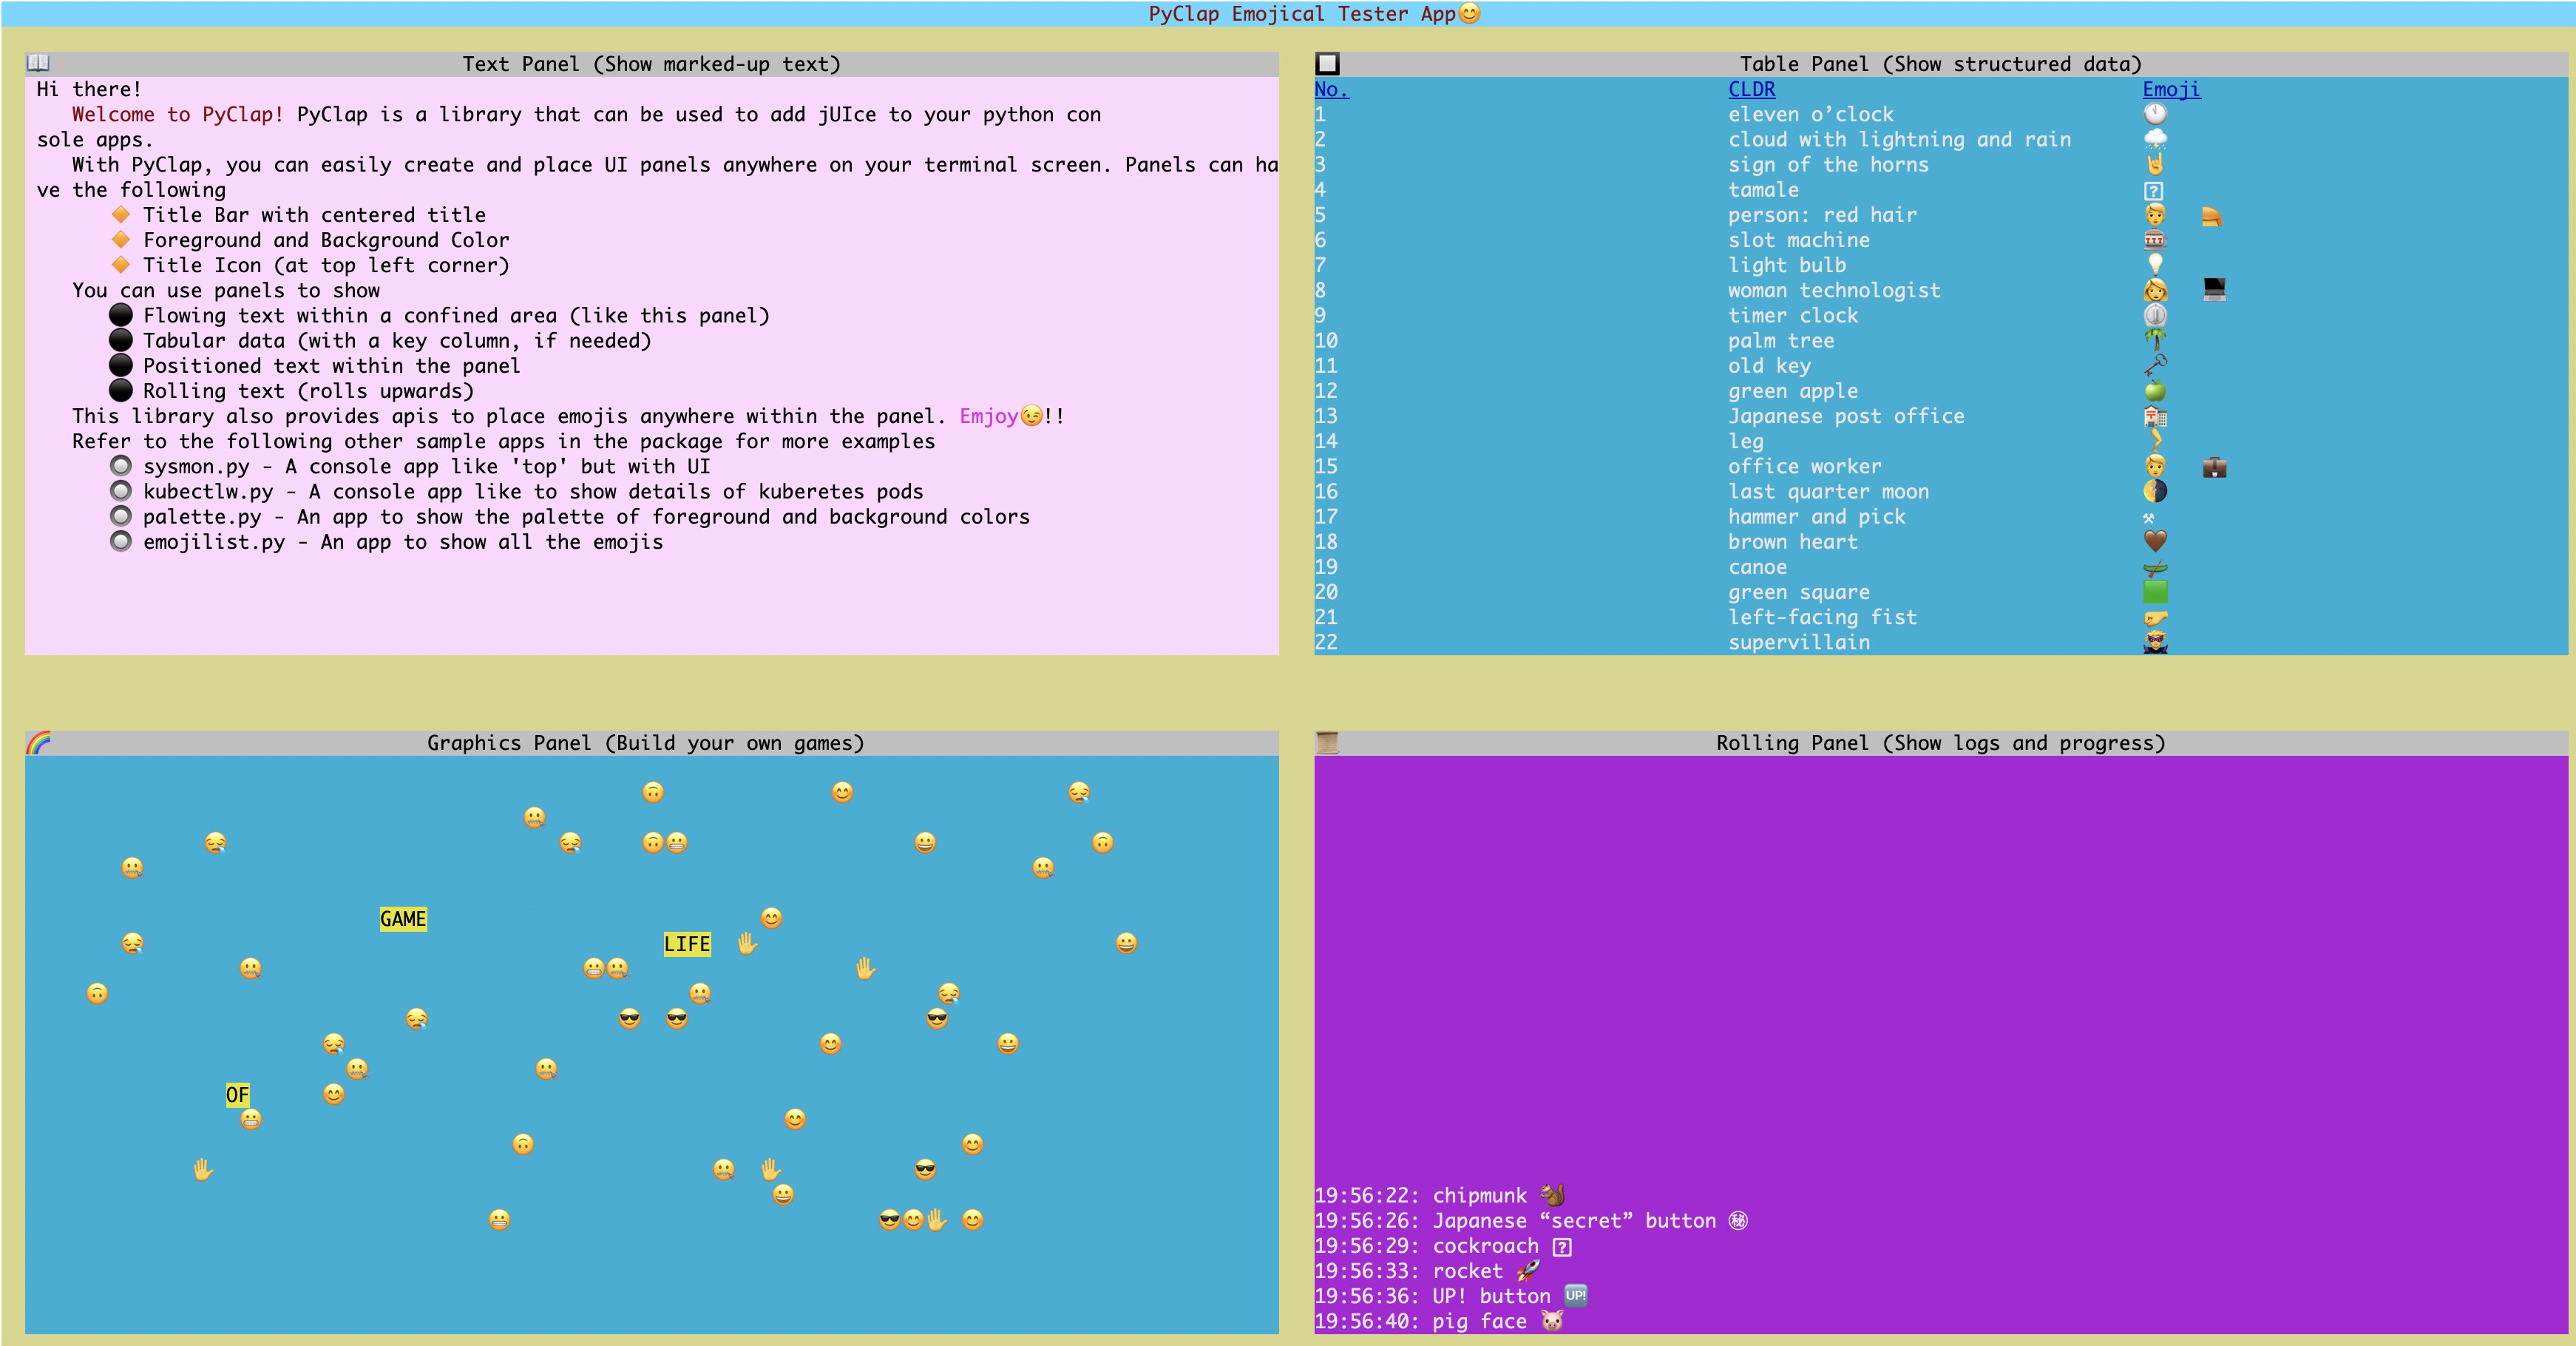 PyClap Emojical Tester App😊
Text Panel (Show marked-up text)
Hi there!
Welcome to PyClap! PyClap is a library that can be used to add jUIce to your python con
sole apps.
With PyClap, you can easily create and place UI panels anywhere on your terminal screen. Panels can ha
ve the following
🔸 Title Bar with centered title
🔸 Foreground and Background Color
🔸 Title Icon (at top left corner)
You can use panels to show
⚫ Flowing text within a confined area (like this panel)
⚫ Tabular data (with a key column, if needed)
⚫ Positioned text within the panel
⚫ Rolling text (rolls upwards)
This library also provides apis to place emojis anywhere within the panel. Emjoy😉!!
Refer to the following other sample apps in the package for more examples
🔘 sysmon.py - A console app like 'top' but with UI
🔘 kubectlw.py - A console app like to show details of kuberetes pods
🔘 palette.py - An app to show the palette of foreground and background colors
🔘 emojilist.py - An app to show all the emojis
Table Panel (Show structured data)
No. CLDR Emoji
1 eleven o’clock
2 cloud with lightning and rain
3 sign of the horns
4 tamale
5 person: red hair
6 slot machine
7 light bulb
8 woman technologist
9 timer clock
10 palm tree
11 old key
12 green apple
13 Japanese post office
14 leg
15 office worker
16 last quarter moon
17 hammer and pick
18 brown heart
19 canoe
20 green square
21 left-facing fist
22 supervillain
Graphics Panel (Build your own games)
GAME
LIFE
OF
Rolling Panel (Show logs and progress)
19:56:22: chipmunk 🐿️
19:56:26: Japanese “secret” button ㊙
19:56:29: cockroach
19:56:33: rocket 🚀
19:56:36: UP! button 🆙
19:56:40: pig face 🐷